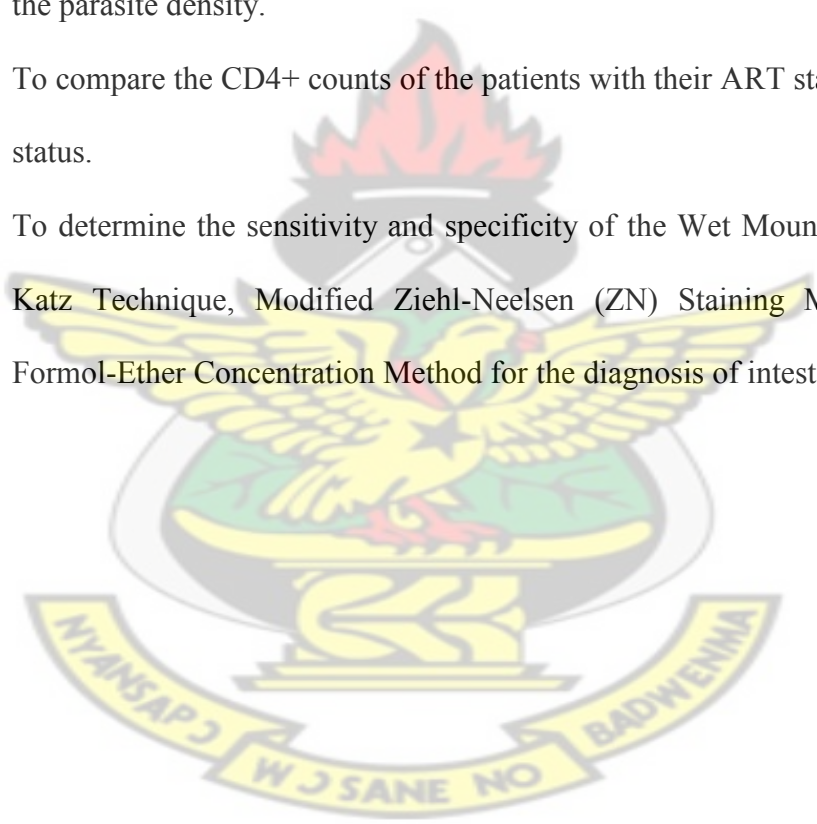 the parasite density.
To compare the CD4+ counts of the patients with their ART sta
status.
To determine the sensitivity and specificity of the Wet Moun
Katz Technique, Modified Ziehl-Neelsen (ZN) Staining M
Formol-Ether Concentration Method for the diagnosis of intest
NYANSAPƆ
WƆSANE NO
BADWENMA